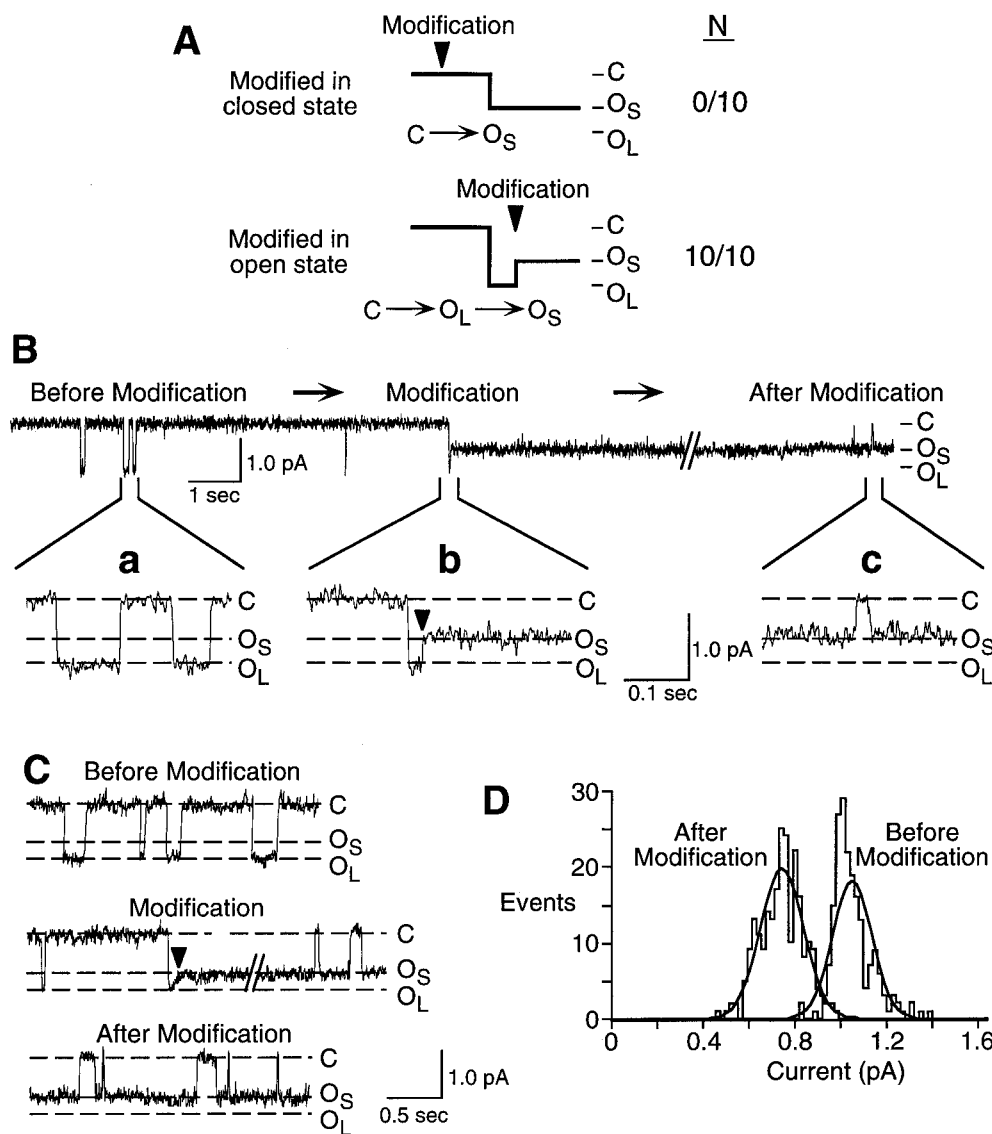 A
Modification
N
Modified in
closed state
C → OS
–C
–OS
–OL
0/10
Modification
Modified in
open state
C → OL → OS
–C
–OS
–OL
10/10
B
Before Modification → Modification → After Modification
–C
–OS
–OL
1.0 pA
1 sec
a
b
c
C
OS
OL
C
OS
OL
1.0 pA
0.1 sec
C
OS
OL
C
Before Modification
C
OS
OL
Modification
C
OS
OL
After Modification
C
OS
OL
1.0 pA
0.5 sec
D
30
20
10
0
Events
After
Modification
Before
Modification
0 0.4 0.8 1.2 1.6
Current (pA)